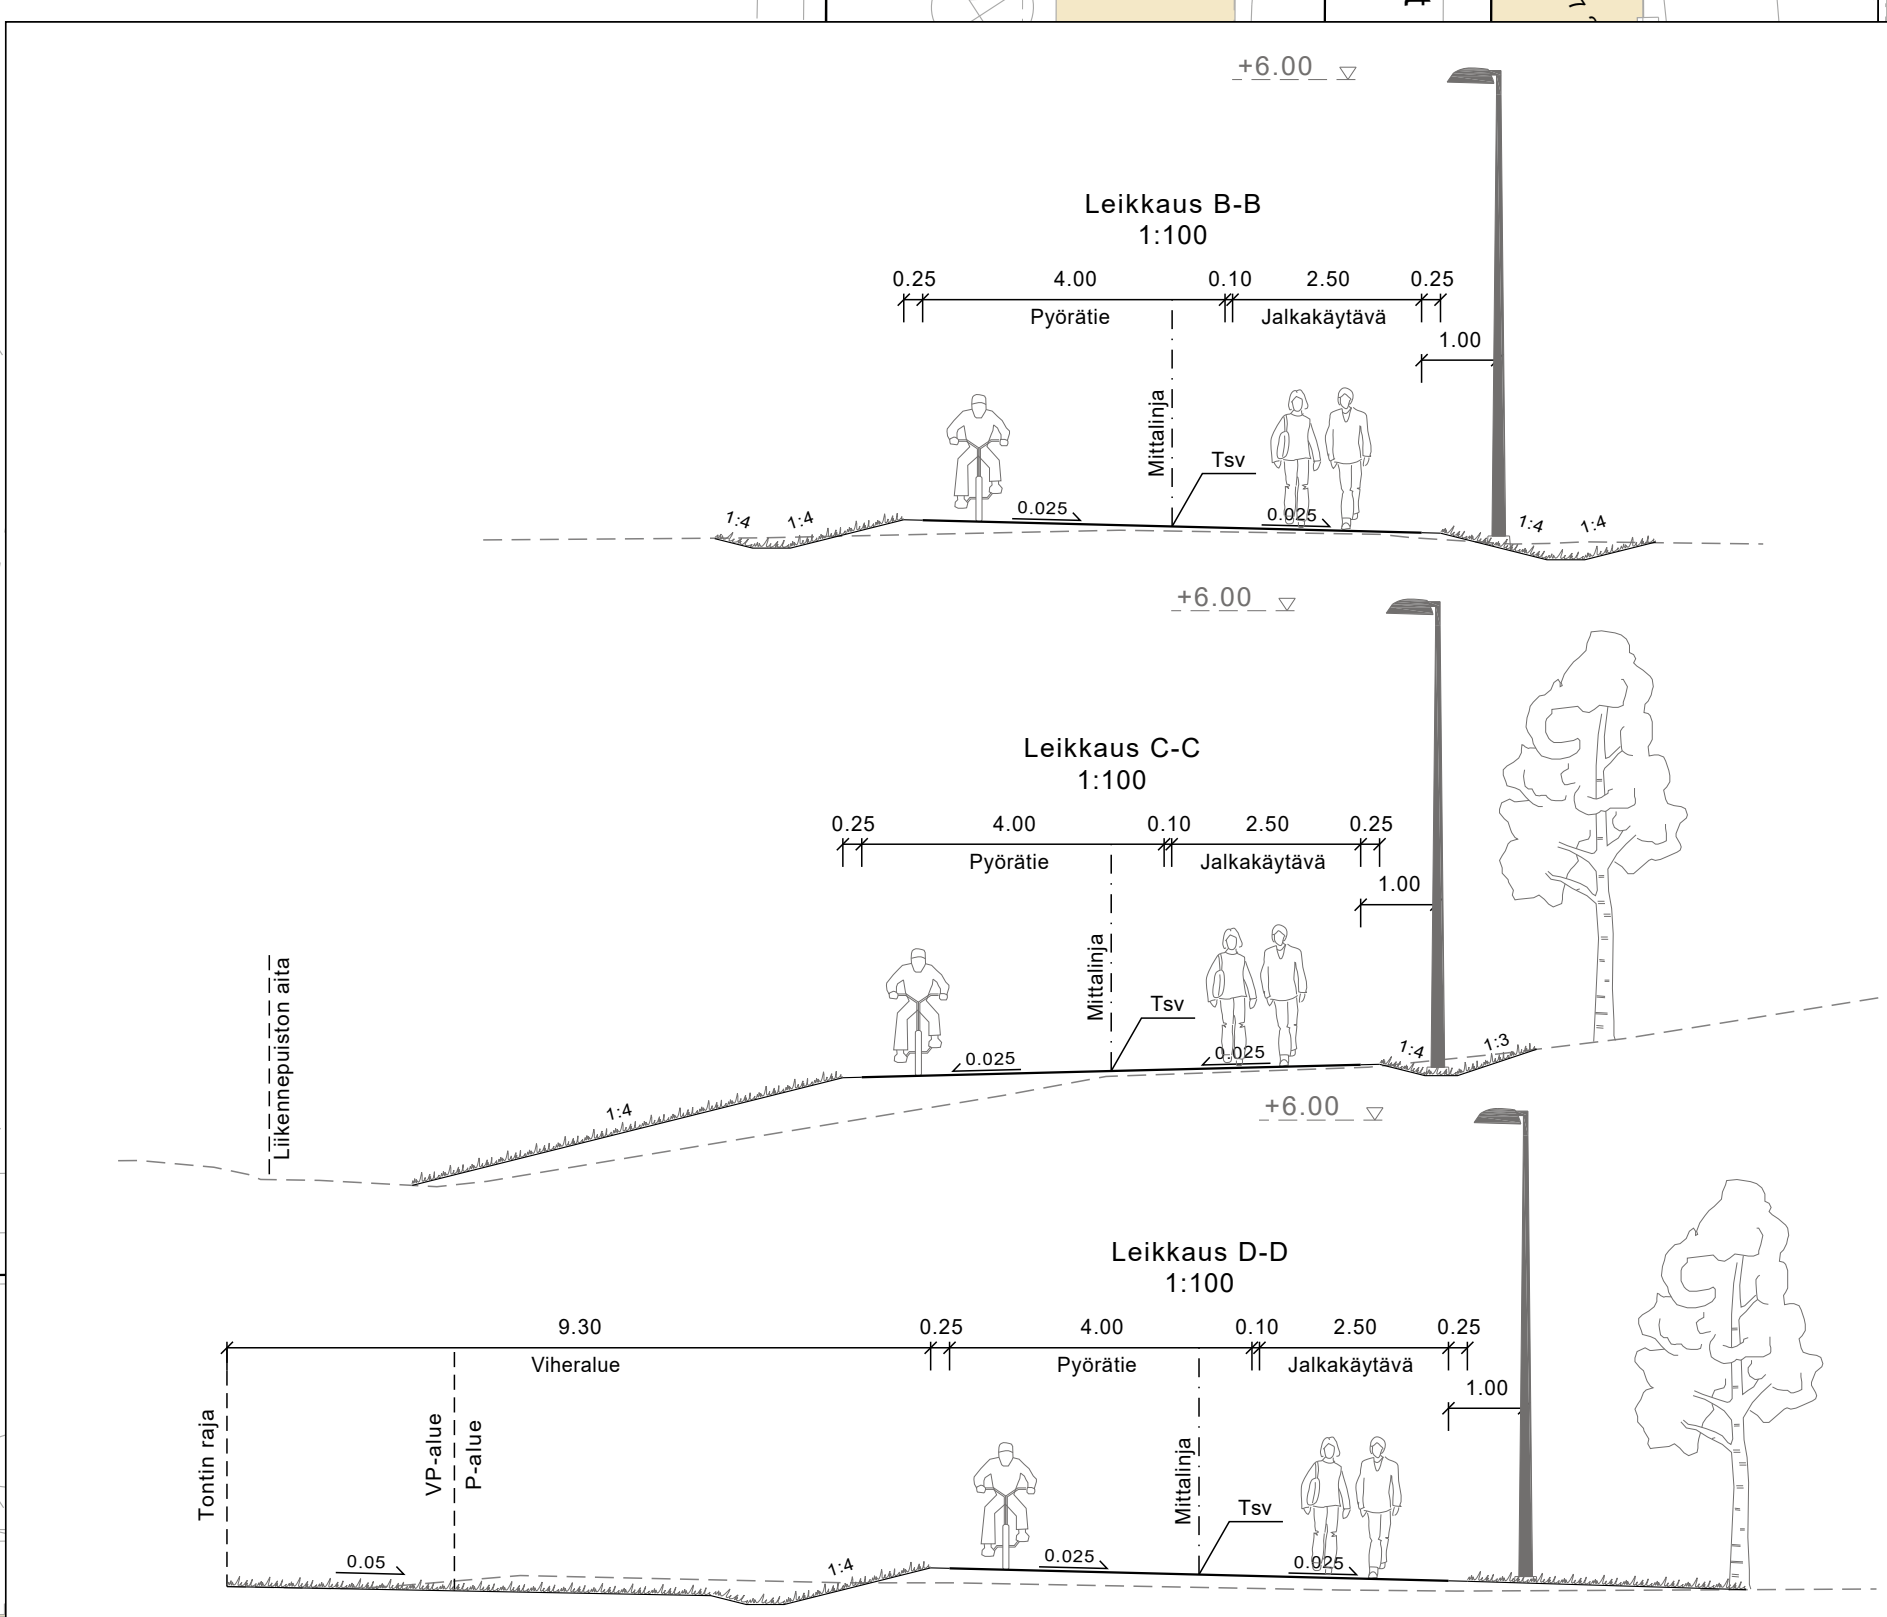 +6.00
Leikkaus B-B
1:100
0.25 4.00 0.10 2.50 0.25
Pyörätie Jalkakäytävä
1.00
Mittalinja
Tsv
0.025 0.025
1:4 1:4 1:4 1:4
+6.00
Leikkaus C-C
1:100
0.25 4.00 0.10 2.50 0.25
Pyörätie Jalkakäytävä
1.00
Liikennepuiston aita
Mittalinja
Tsv
0.025 0.025
1:4 1:4 1:3
+6.00
Leikkaus D-D
1:100
9.30 0.25 4.00 0.10 2.50 0.25
Viheralue Pyörätie Jalkakäytävä
1.00
Tontin raja
VP-alue
P-alue
Mittalinja
Tsv
0.05 1:4 0.025 0.025